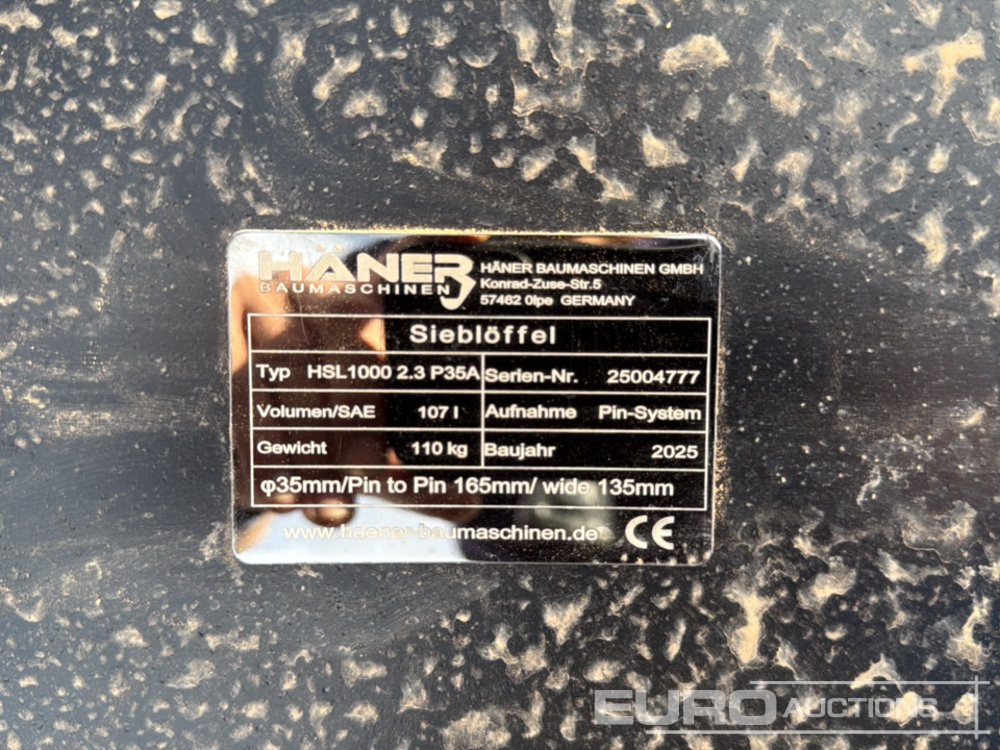 HÄNER
BAUMASCHINEN
HÄNER BAUMASCHINEN GMBH
Konrad-Zuse-Str.5
57462 Olpe GERMANY
Sieblöffel
Typ HSL1000 2.3 P35A
Serien-Nr. 25004777
Volumen/SAE 107 l
Aufnahme Pin-System
Gewicht 110 kg
Baujahr 2025
φ35mm/Pin to Pin 165mm/ wide 135mm
www.haener-baumaschinen.de
CE
EURO AUCTIONS